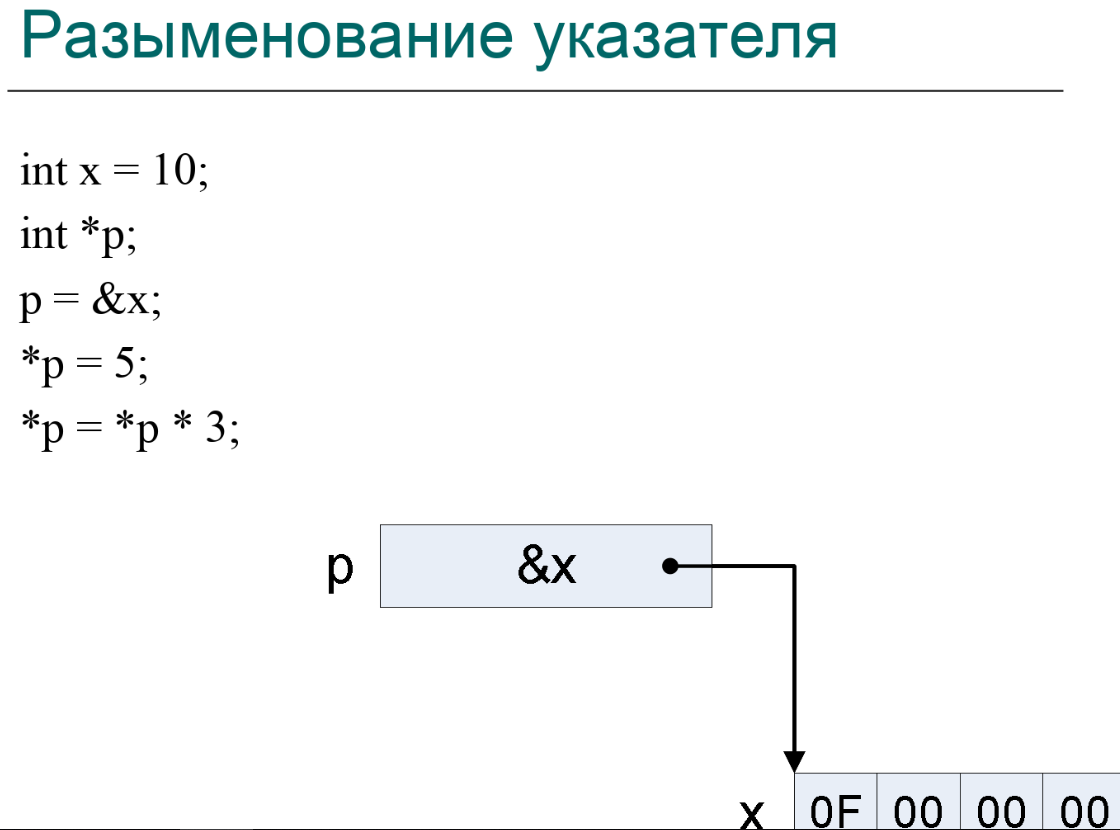 Разыменование указателя
int x = 10;
int *p;
p = &x;
*p = 5;
*p = *p * 3;
p &x
x 0F 00 00 00